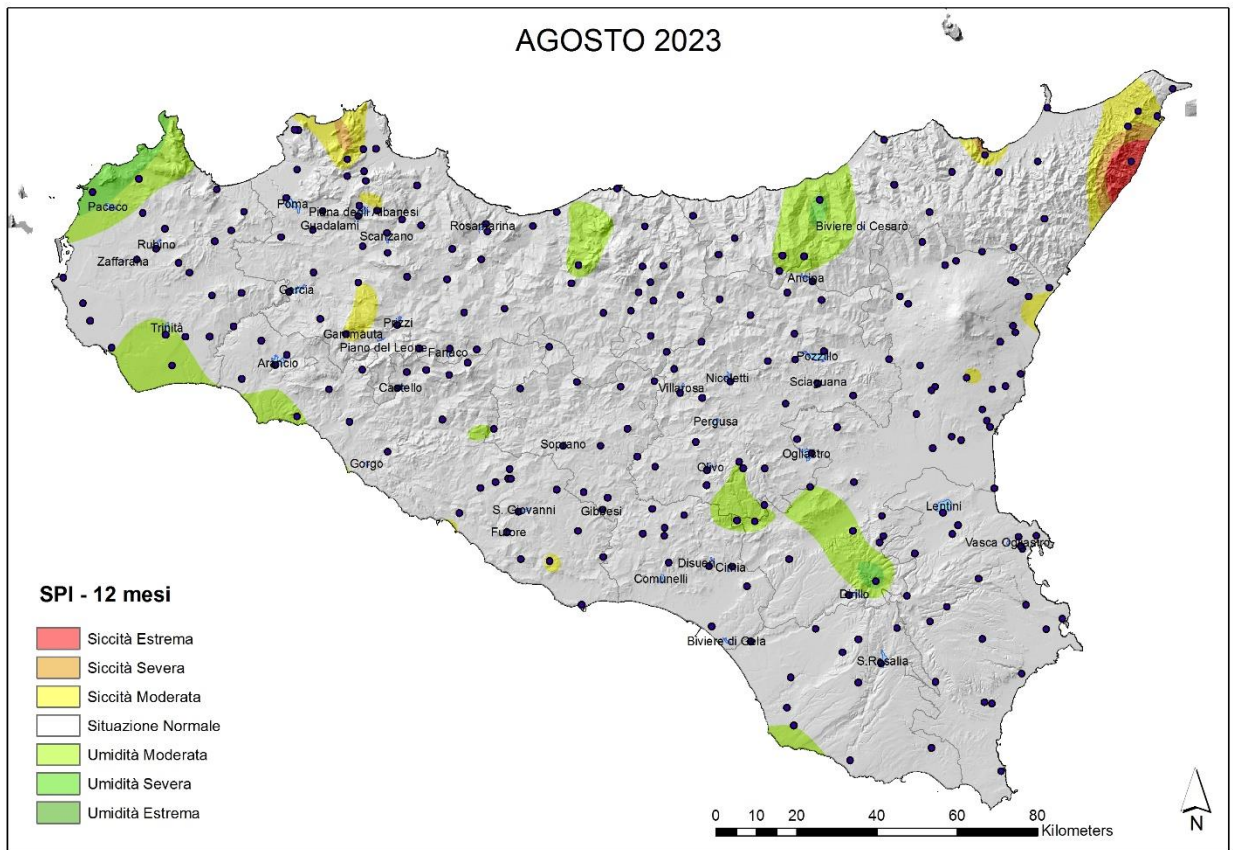 AGOSTO 2023
Paceco
Poma
Piana degli Albanesi
Guadalami
Scanzano
Rosamarina
Rubino
Zaffarana
Biviere di Cesarò
Ancipa
Garcia
Trinità
Gammauta
Prizzi
Piano del Leone
Fanaco
Arancio
Castello
Pozzillo
Nicoletti
Villarosa
Sciaguana
Pergusa
Soprano
Gorgo
Olivo
Ogliastro
S. Giovanni
Gibbesi
Lentini
Furore
Vasca Ogliastro
Disueri
Cimia
Comunelli
Dirillo
Biviere di Gela
S.Rosalia
SPI - 12 mesi
Siccità Estrema
Siccità Severa
Siccità Moderata
Situazione Normale
Umidità Moderata
Umidità Severa
Umidità Estrema
0 10 20 40 60 80
Kilometers
N